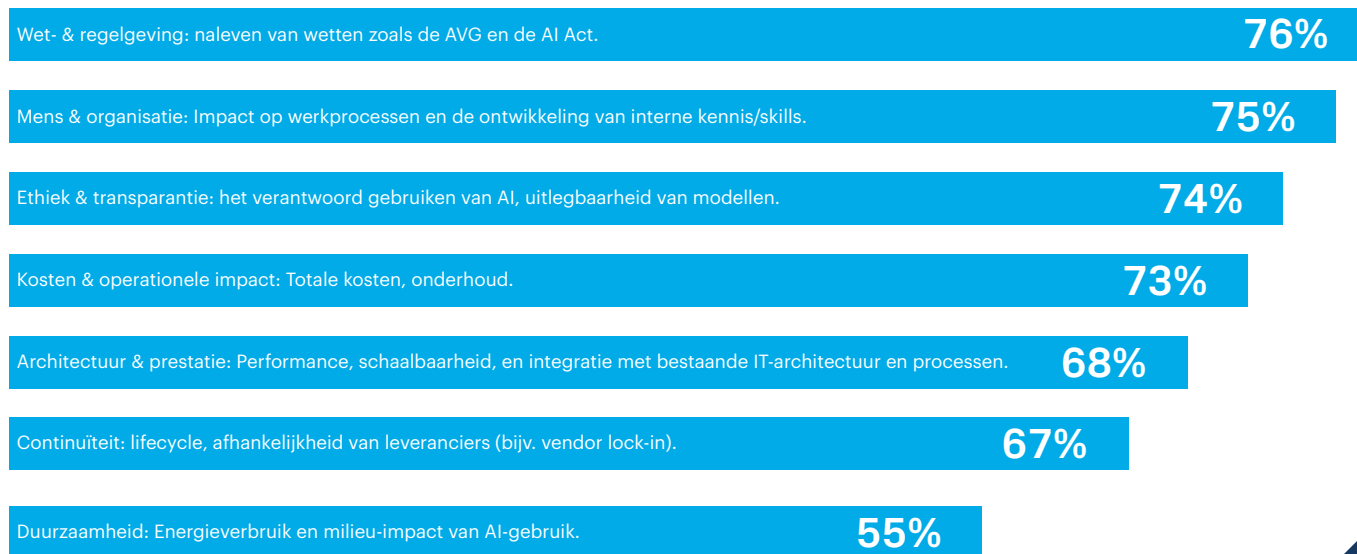 Wet- & regelgeving: naleven van wetten zoals de AVG en de AI Act. 76%
Mens & organisatie: Impact op werkprocessen en de ontwikkeling van interne kennis/skills. 75%
Ethiek & transparantie: het verantwoord gebruiken van AI, uitlegbaarheid van modellen. 74%
Kosten & operationele impact: Totale kosten, onderhoud. 73%
Architectuur & prestatie: Performance, schaalbaarheid, en integratie met bestaande IT-architectuur en processen. 68%
Continuïteit: lifecycle, afhankelijkheid van leveranciers (bijv. vendor lock-in). 67%
Duurzaamheid: Energieverbruik en milieu-impact van AI-gebruik. 55%